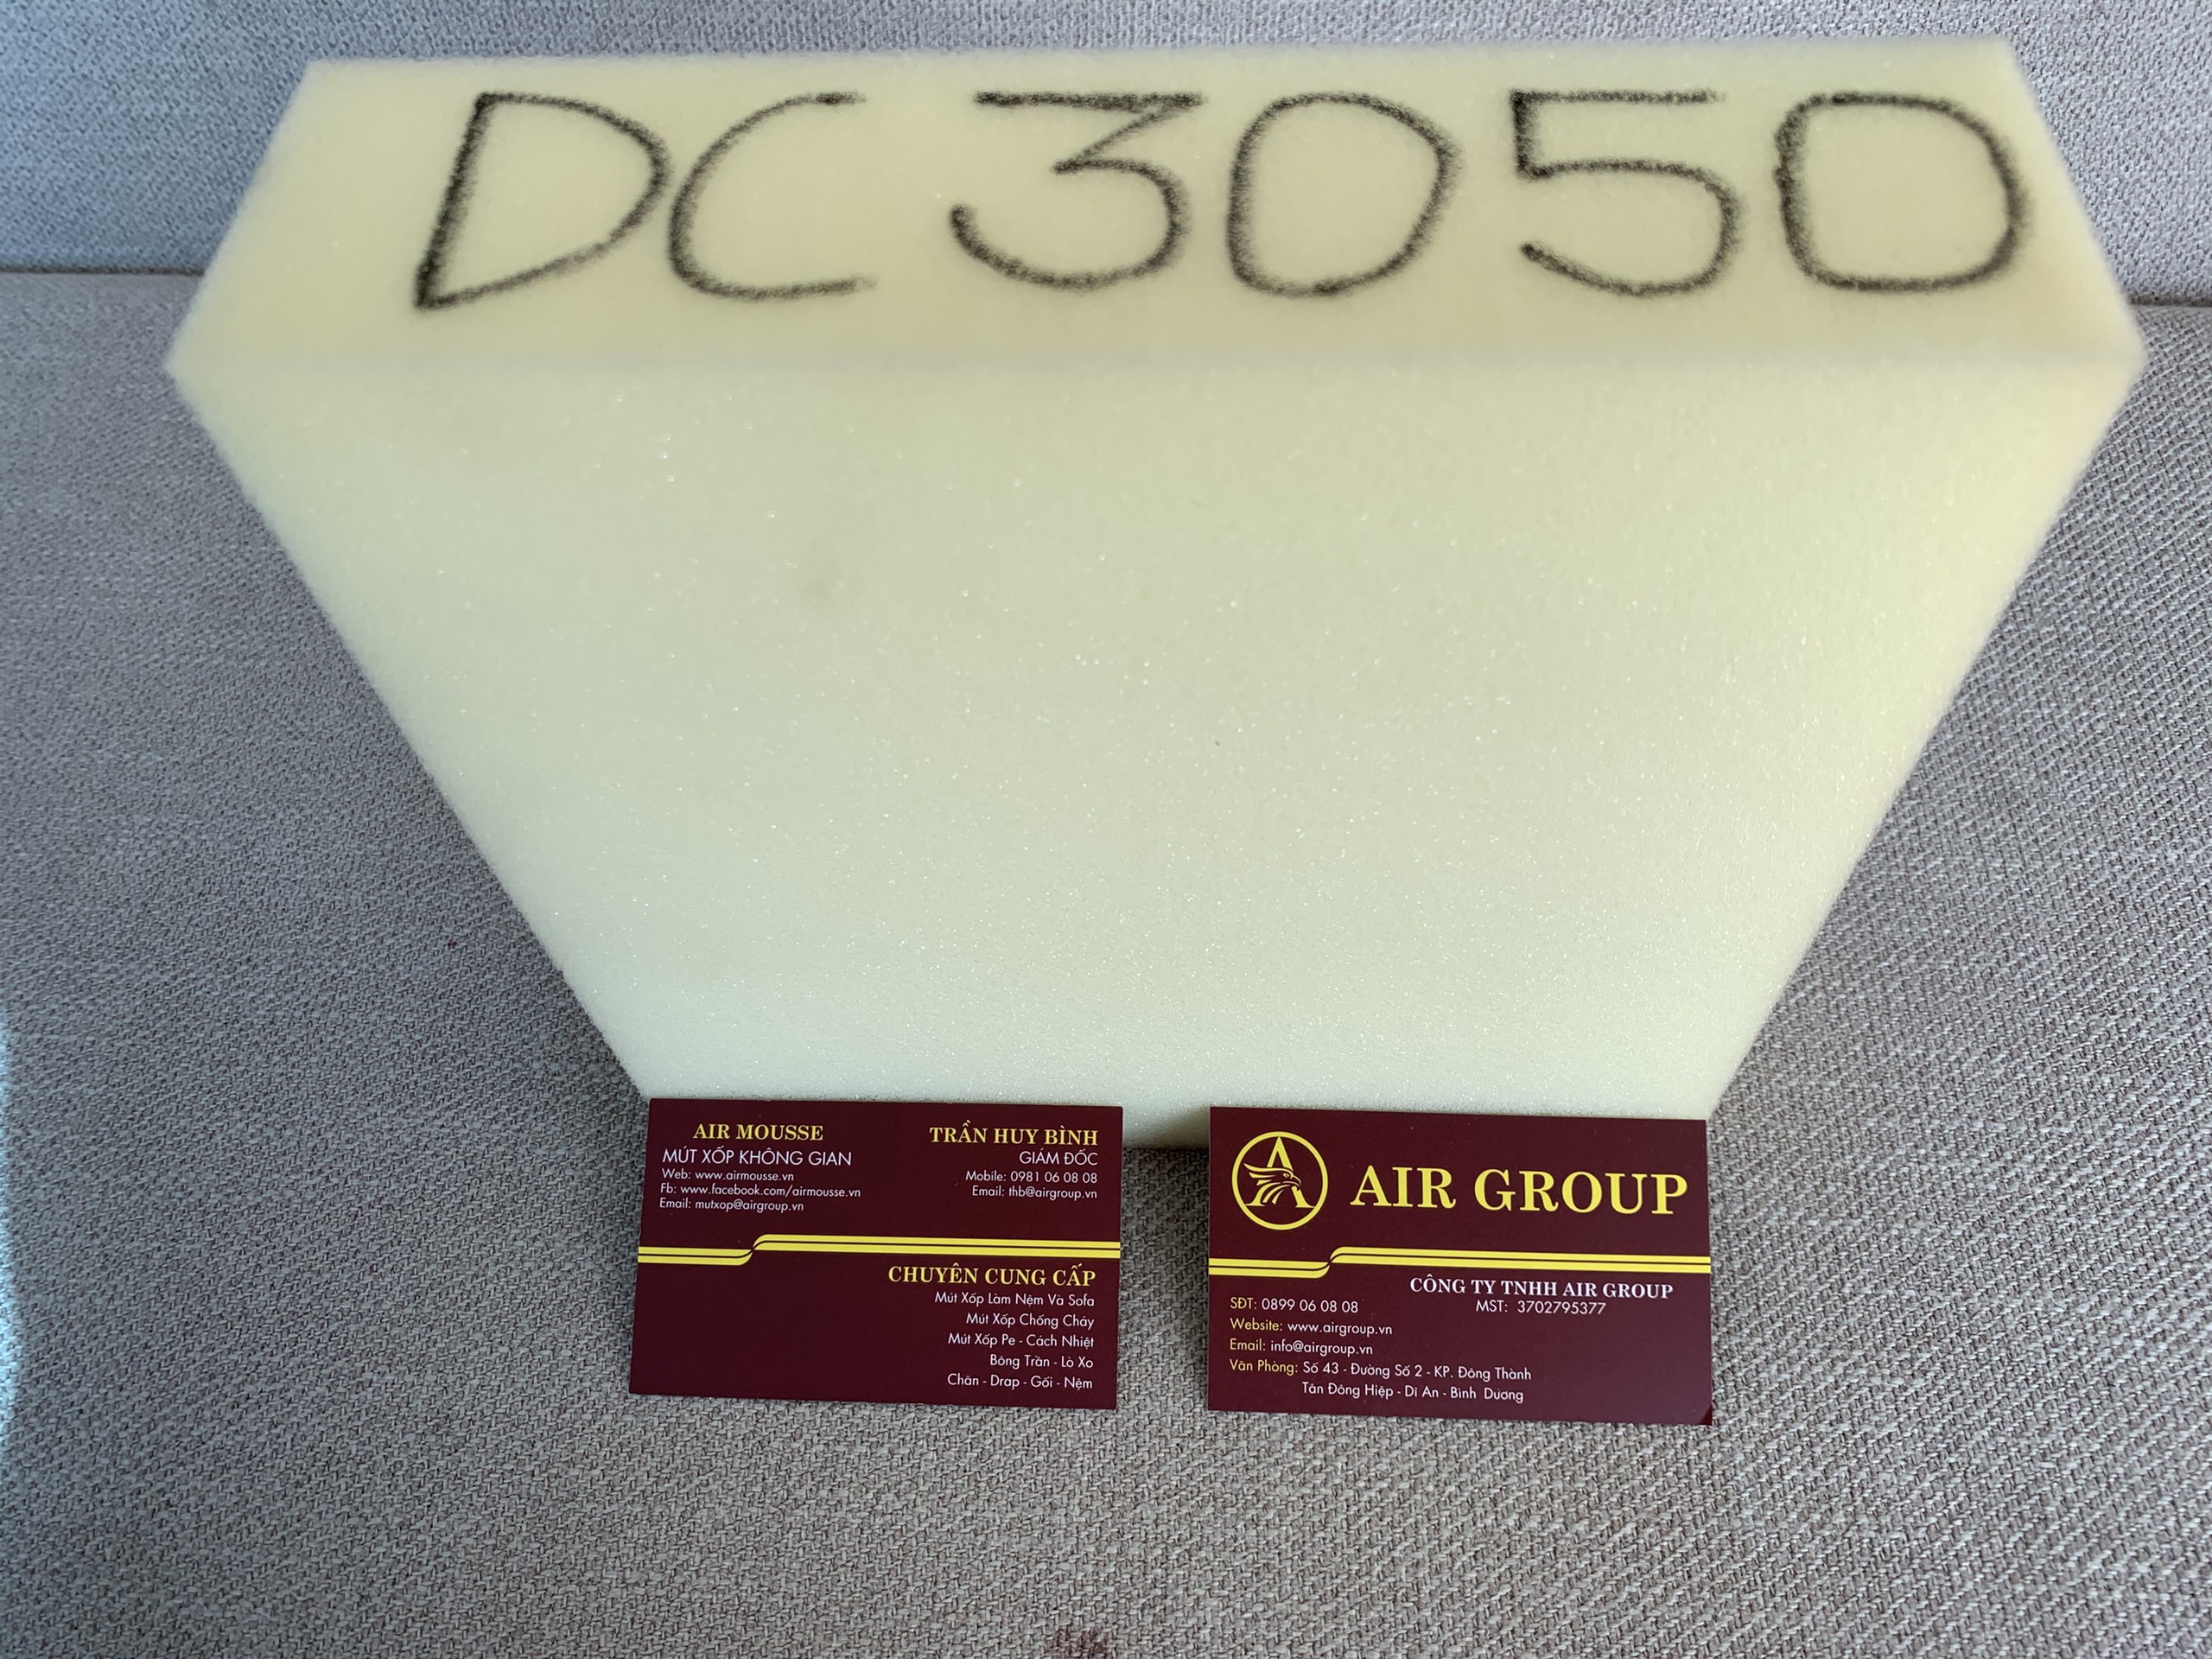 DC 3050
AIR MOUSSE
MÚT XỐP KHÔNG GIAN
Web: www.airmousse.vn
Fb: www.facebook.com/airmousse.vn
Email: mutxop@airgroup.vn
TRẦN HUY BÌNH
GIÁM ĐỐC
Mobile: 0981 06 08 08
Email: thb@airgroup.vn
CHUYÊN CUNG CẤP
Mút Xốp Làm Nệm Và Sofa
Mút Xốp Chống Cháy
Mút Xốp Pe - Cách Nhiệt
Bông Trần - Lò Xo
Chăn - Drap - Gối - Nệm
AIR GROUP
CÔNG TY TNHH AIR GROUP
MST: 3702795377
SĐT: 0899 06 08 08
Website: www.airgroup.vn
Email: info@airgroup.vn
Văn Phòng: Số 43 - Đường Số 2 - KP. Đông Thành
Tân Đông Hiệp - Dĩ An - Bình Dương